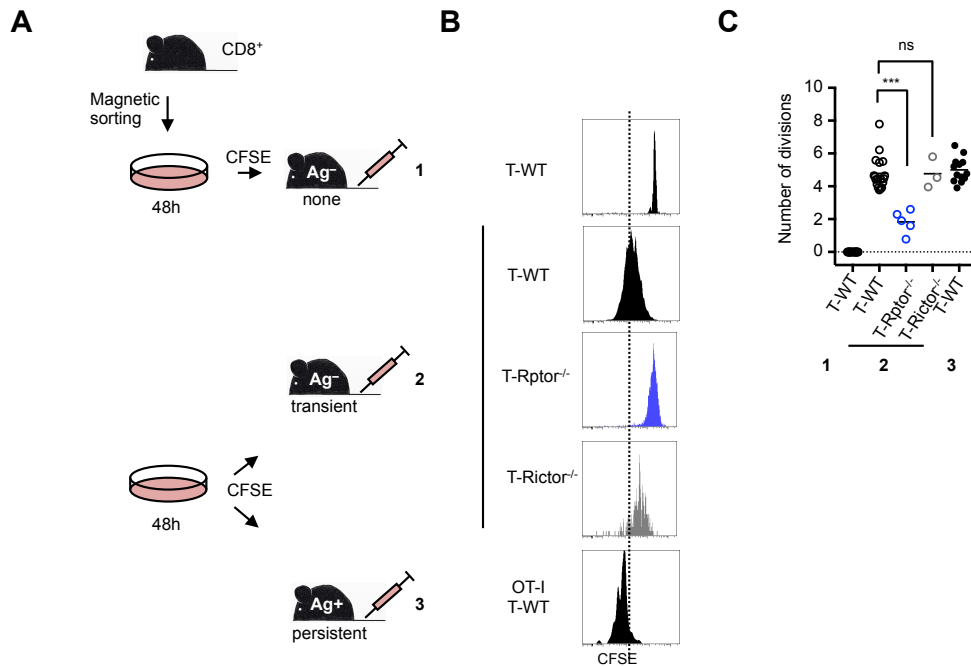 A
CD8⁺
Magnetic
sorting
48h
CFSE
Ag⁻
none
1
Ag⁻
transient
2
48h
CFSE
Ag+
persistent
3
B
T-WT
T-WT
T-Rptor⁻/⁻
T-Rictor⁻/⁻
OT-I
T-WT
CFSE
C
ns
***
Number of divisions
10
8
6
4
2
0
T-WT
T-WT
T-Rptor⁻/⁻
T-Rictor⁻/⁻
T-WT
1 2 3